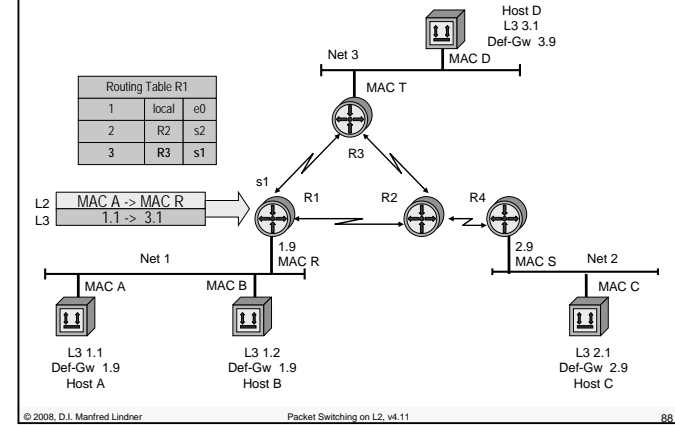 Host D
L3 3.1
Def-Gw 3.9
MAC D
Net 3
MAC T
Routing Table R1
1 local e0
2 R2 s2
3 R3 s1
R3
s1
R1
R2
R4
L2 MAC A -> MAC R
L3 1.1 -> 3.1
1.9
MAC R
2.9
MAC S
Net 1
Net 2
MAC A
MAC B
MAC C
L3 1.1
Def-Gw 1.9
Host A
L3 1.2
Def-Gw 1.9
Host B
L3 2.1
Def-Gw 2.9
Host C
© 2008, D.I. Manfred Lindner
Packet Switching on L2, v4.11
88